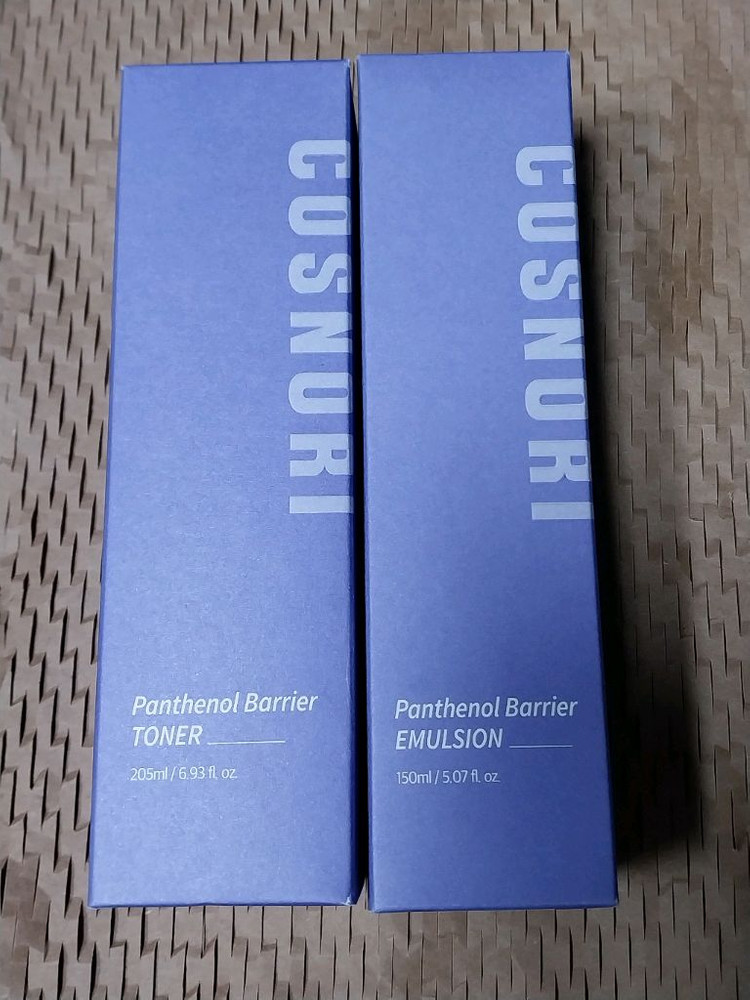 COSNORI
Panthenol Barrier
TONER
205ml / 6.93 fl. oz.
COSNORI
Panthenol Barrier
EMULSION
150ml / 5.07 fl. oz.